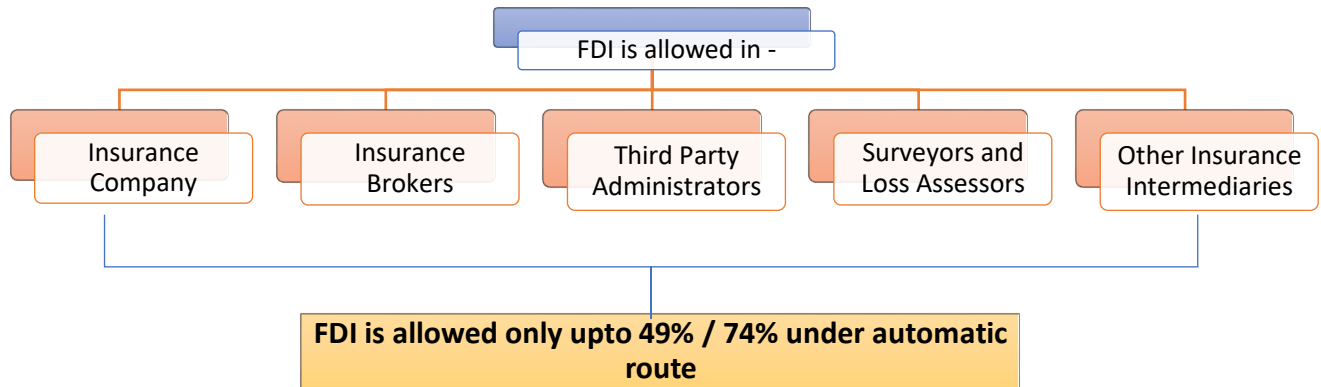 FDI is allowed in -
Insurance
Company
Insurance
Brokers
Third Party
Administrators
Surveyors and
Loss Assessors
Other Insurance
Intermediaries
FDI is allowed only upto 49% / 74% under automatic
route